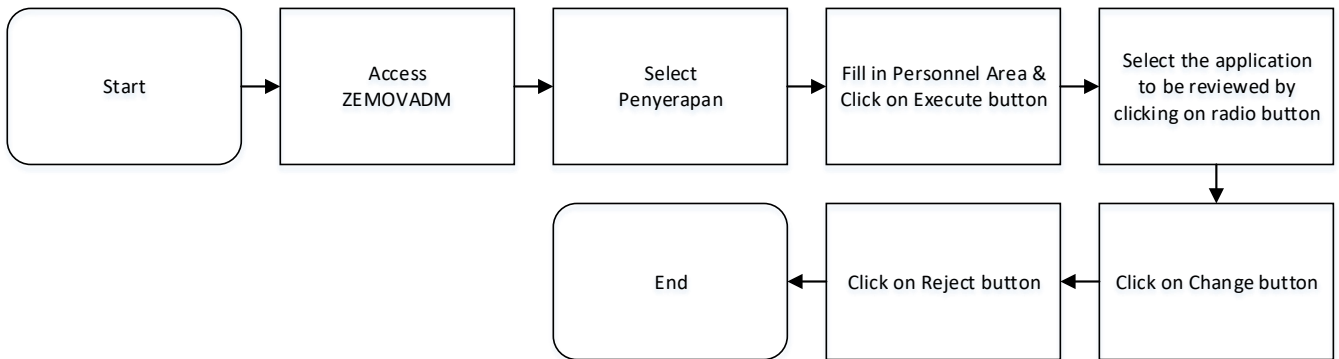 Start
Access
ZEMOVADM
Select
Penyerapan
Fill in Personnel Area &
Click on Execute button
Select the application
to be reviewed by
clicking on radio button
Click on Change button
Click on Reject button
End